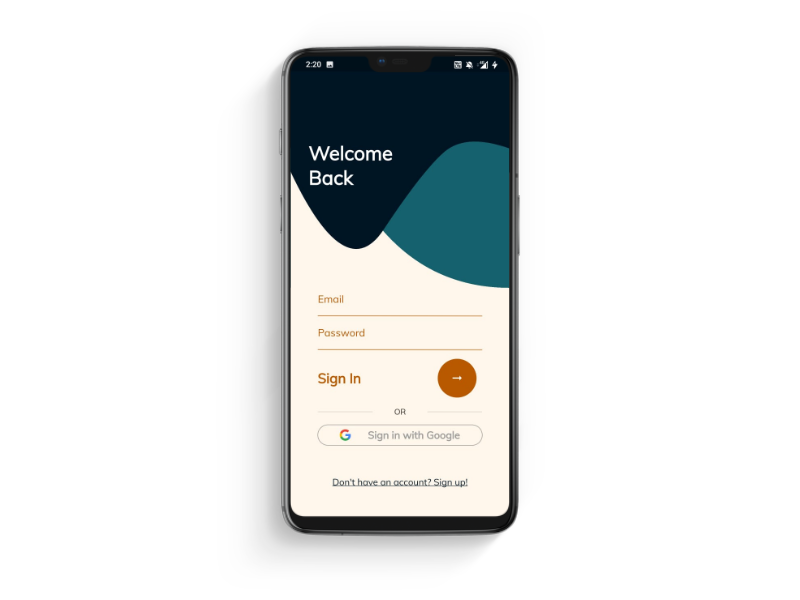 2:20
Welcome
Back
Email
Password
Sign In
OR
Sign in with Google
Don't have an account? Sign up!